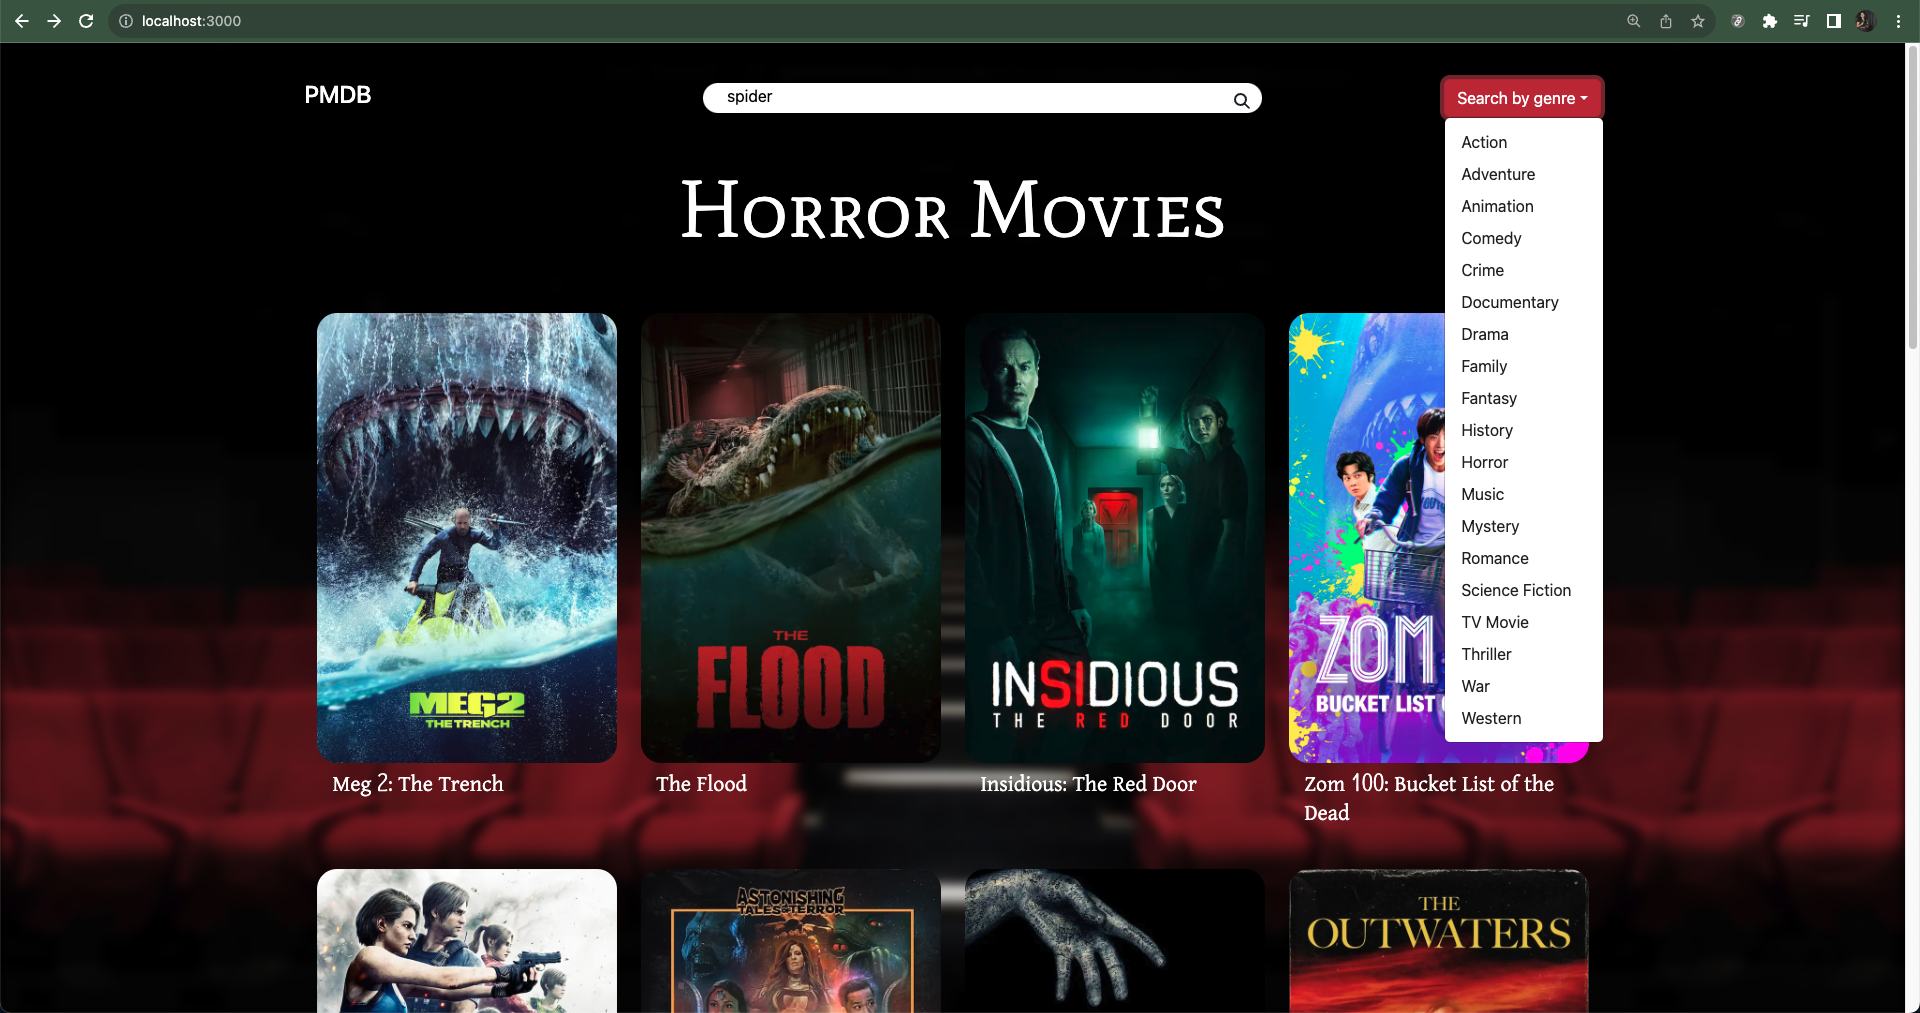 localhost:3000
PMDB
spider
Search by genre
Action
Adventure
Animation
Comedy
Crime
Documentary
Drama
Family
Fantasy
History
Horror
Music
Mystery
Romance
Science Fiction
TV Movie
Thriller
War
Western
Horror Movies
MEG2
THE TRENCH
THE
FLOOD
INSIDIOUS
THE RED DOOR
ZOM
BUCKET LIST
Meg 2: The Trench
The Flood
Insidious: The Red Door
Zom 100: Bucket List of the
Dead
ASTONISHING
TALES of TERROR
THE
OUTWATERS